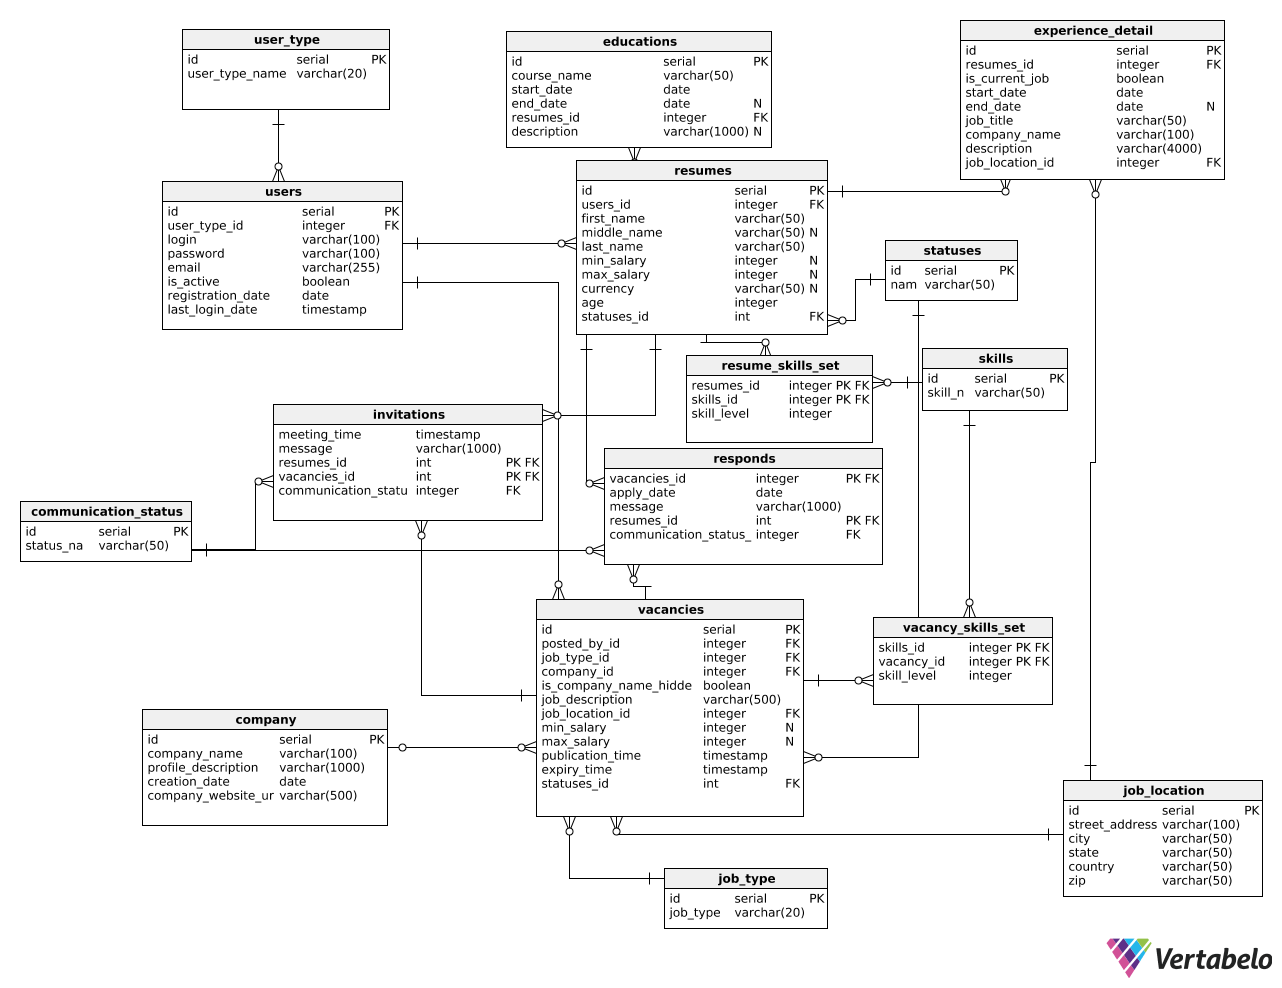 user_type
id serial PK
user_type_name varchar(20)
educations
id serial PK
course_name varchar(50)
start_date date
end_date date N
resumes_id integer FK
description varchar(1000) N
experience_detail
id serial PK
resumes_id integer FK
is_current_job boolean
start_date date
end_date date N
job_title varchar(50)
company_name varchar(100)
description varchar(4000)
job_location_id integer FK
users
id serial PK
user_type_id integer FK
login varchar(100)
password varchar(100)
email varchar(255)
is_active boolean
registration_date date
last_login_date timestamp
resumes
id serial PK
users_id integer FK
first_name varchar(50)
middle_name varchar(50) N
last_name varchar(50)
min_salary integer N
max_salary integer N
currency varchar(50) N
age integer
statuses_id int FK
statuses
id serial PK
nam varchar(50)
resume_skills_set
resumes_id integer PK FK
skills_id integer PK FK
skill_level integer
skills
id serial PK
skill_n varchar(50)
invitations
meeting_time timestamp
message varchar(1000)
resumes_id int PK FK
vacancies_id int PK FK
communication_statu integer FK
responds
vacancies_id integer PK FK
apply_date date
message varchar(1000)
resumes_id int PK FK
communication_status_ integer FK
communication_status
id serial PK
status_na varchar(50)
vacancies
id serial PK
posted_by_id integer FK
job_type_id integer FK
company_id integer FK
is_company_name_hidde boolean
job_description varchar(500)
job_location_id integer FK
min_salary integer N
max_salary integer N
publication_time timestamp
expiry_time timestamp
statuses_id int FK
vacancy_skills_set
skills_id integer PK FK
vacancy_id integer PK FK
skill_level integer
company
id serial PK
company_name varchar(100)
profile_description varchar(1000)
creation_date date
company_website_ur varchar(500)
job_location
id serial PK
street_address varchar(100)
city varchar(50)
state varchar(50)
country varchar(50)
zip varchar(50)
job_type
id serial PK
job_type varchar(20)
Vertabelo